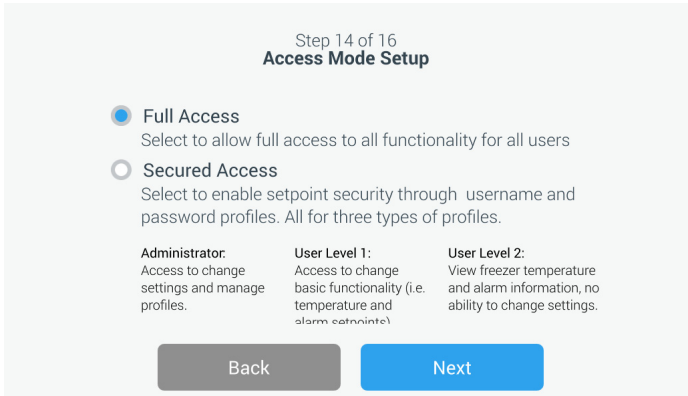 Step 14 of 16
Access Mode Setup
Full Access
Select to allow full access to all functionality for all users
Secured Access
Select to enable setpoint security through username and
password profiles. All for three types of profiles.
Administrator:
Access to change
settings and manage
profiles.
User Level 1:
Access to change
basic functionality (i.e.
temperature and
alarm setpoints)
User Level 2:
View freezer temperature
and alarm information, no
ability to change settings.
Back
Next